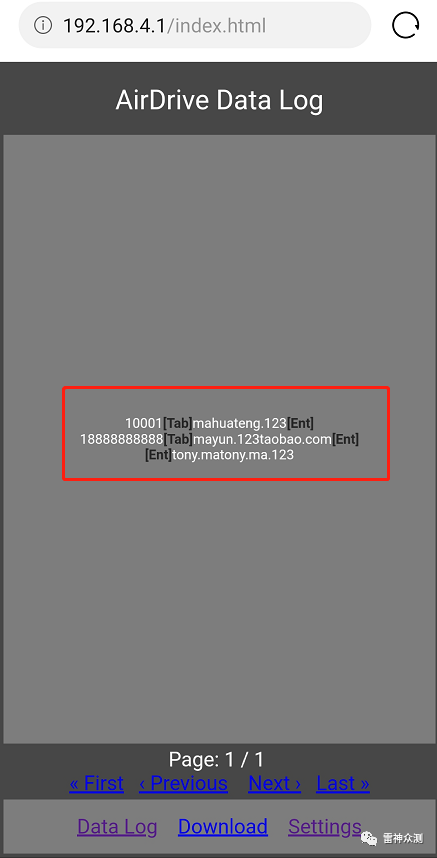 192.168.4.1/index.html
AirDrive Data Log
10001[Tab]mahuateng.123[Ent]
18888888888[Tab]mayun.123taobao.com[Ent]
[Ent]tony.matony.ma.123
Page: 1 / 1
« First ‹ Previous Next › Last »
Data Log Download Settings
雷神众测